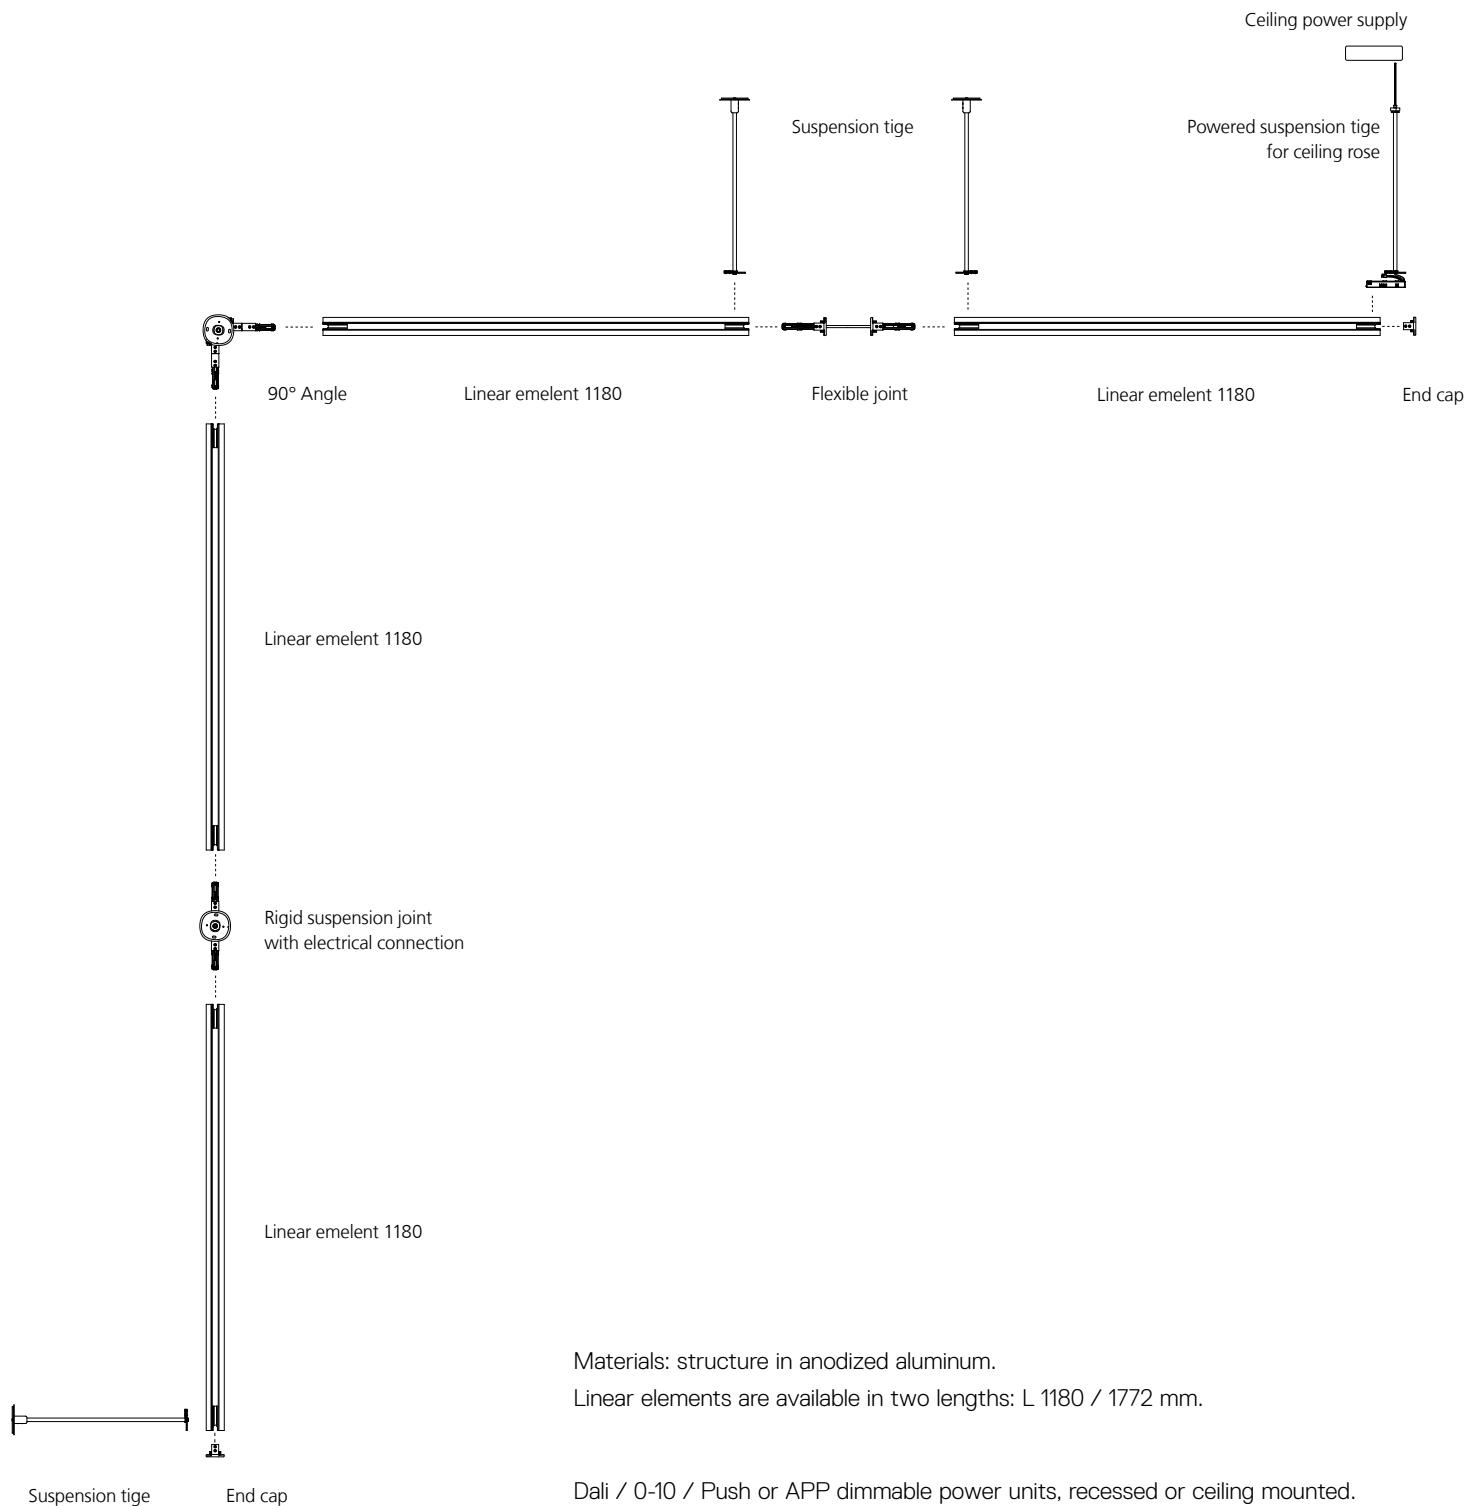 Ceiling power supply
Suspension tige
Powered suspension tige
for ceiling rose
90° Angle
Linear emelent 1180
Flexible joint
Linear emelent 1180
End cap
Linear emelent 1180
Rigid suspension joint
with electrical connection
Linear emelent 1180
Materials: structure in anodized aluminum.
Linear elements are available in two lengths: L 1180 / 1772 mm.
Suspension tige
End cap
Dali / 0-10 / Push or APP dimmable power units, recessed or ceiling mounted.